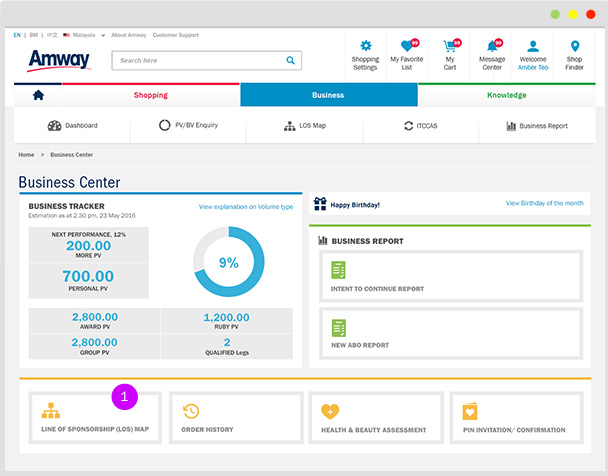 EN | BM | 中文 Malaysia About Amway Customer Support
Amway
Search here
Shopping Settings
99
My Favorite List
99
My Cart
99
Message Center
Welcome Amber Teo
Shop Finder
Shopping
Business
Knowledge
Dashboard
PV/BV Enquiry
LOS Map
ITCCAS
Business Report
Home > Business Center
Business Center
BUSINESS TRACKER
View explanation on Volume type
Estimation as at 2.30 pm, 23 May 2016
NEXT PERFORMANCE, 12%
200.00
MORE PV
700.00
PERSONAL PV
9%
2,800.00
AWARD PV
1,200.00
RUBY PV
2,800.00
GROUP PV
2
QUALIFIED Legs
Happy Birthday!
View Birthday of the month
BUSINESS REPORT
INTENT TO CONTINUE REPORT
NEW ABO REPORT
1
LINE OF SPONSORSHIP (LOS) MAP
ORDER HISTORY
HEALTH & BEAUTY ASSESSMENT
PIN INVITATION/ CONFIRMATION